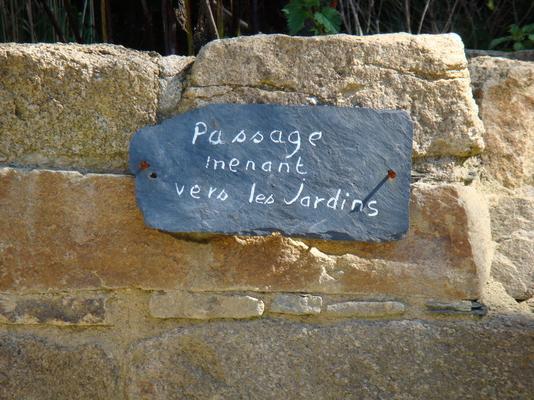 Passage
menant
vers les Jardins